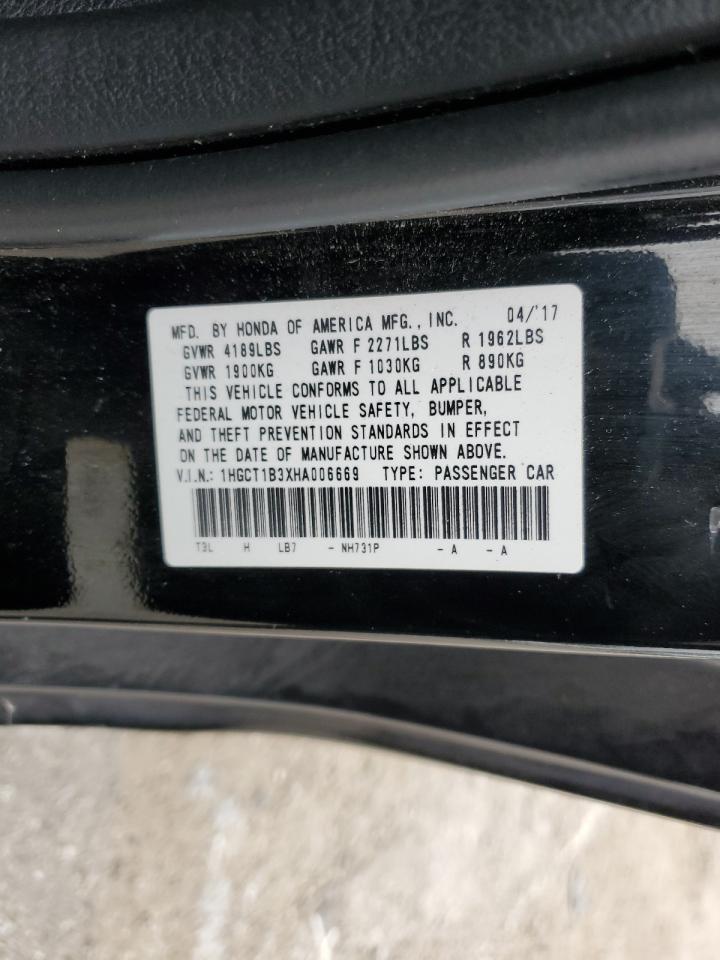 MFD. BY HONDA OF AMERICA MFG., INC. 04/'17
GVWR 4189LBS GAWR F 2271LBS R 1962LBS
GVWR 1900KG GAWR F 1030KG R 890KG
THIS VEHICLE CONFORMS TO ALL APPLICABLE
FEDERAL MOTOR VEHICLE SAFETY, BUMPER,
AND THEFT PREVENTION STANDARDS IN EFFECT
ON THE DATE OF MANUFACTURE SHOWN ABOVE.
V.I.N.: 1HGCT1B3XHA006669 TYPE: PASSENGER CAR
T3L H LB7 - NH731P - A - A